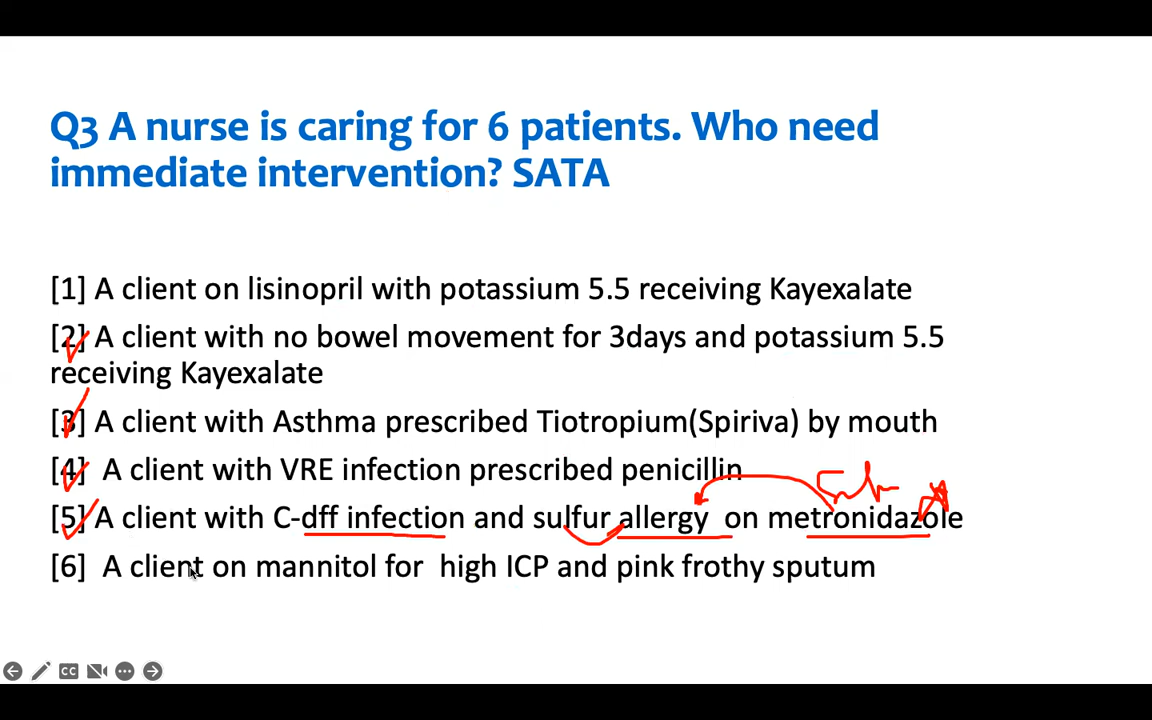 Q3 A nurse is caring for 6 patients. Who need
immediate intervention? SATA
[1] A client on lisinopril with potassium 5.5 receiving Kayexalate
[2] A client with no bowel movement for 3days and potassium 5.5
receiving Kayexalate
[3] A client with Asthma prescribed Tiotropium(Spiriva) by mouth
[4] A client with VRE infection prescribed penicillin
[5] A client with C-dff infection and sulfur allergy on metronidazole
[6] A client on mannitol for high ICP and pink frothy sputum
CC